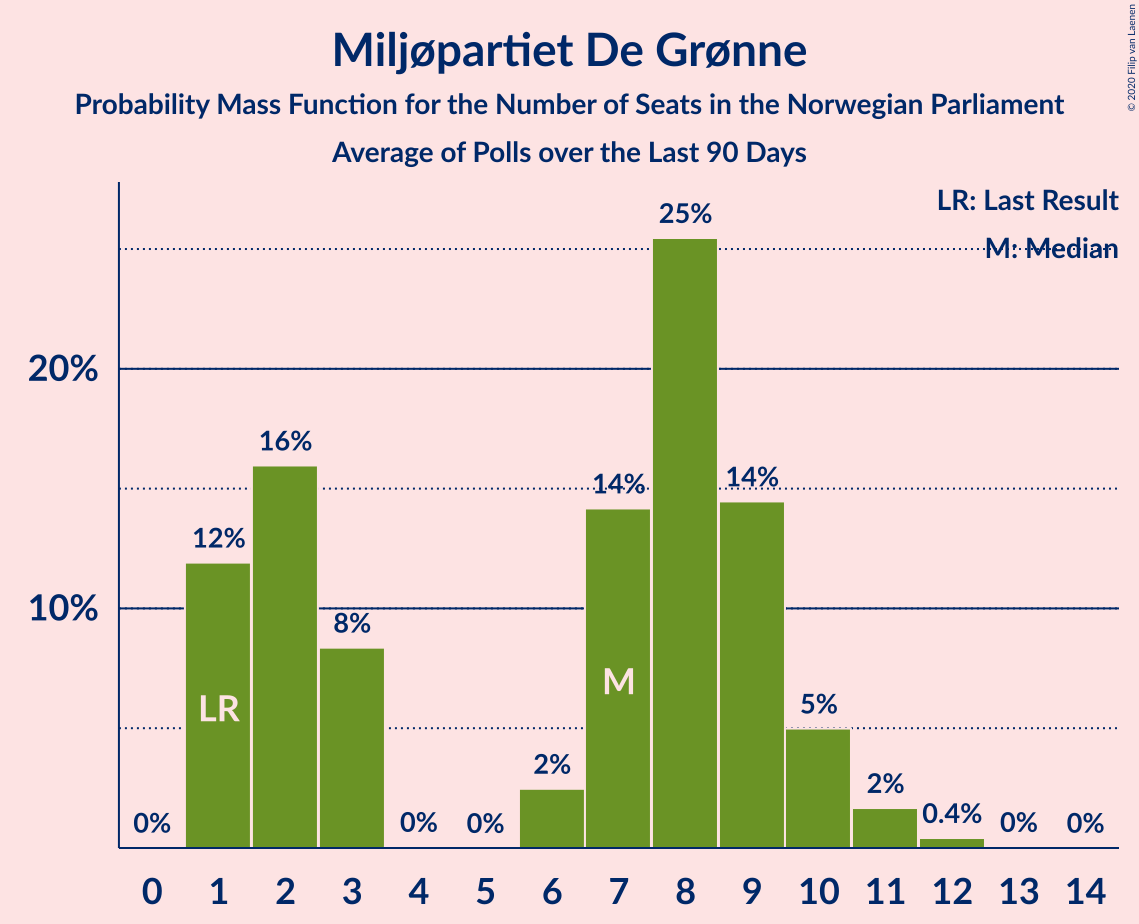 Miljøpartiet De Grønne
Probability Mass Function for the Number of Seats in the Norwegian Parliament
Average of Polls over the Last 90 Days
© 2020 Filip van Laenen
LR: Last Result
M: Median
20%
10%
0%
12%
16%
8%
0%
0%
2%
14%
25%
14%
5%
2%
0.4%
0%
0%
LR
M
0 1 2 3 4 5 6 7 8 9 10 11 12 13 14